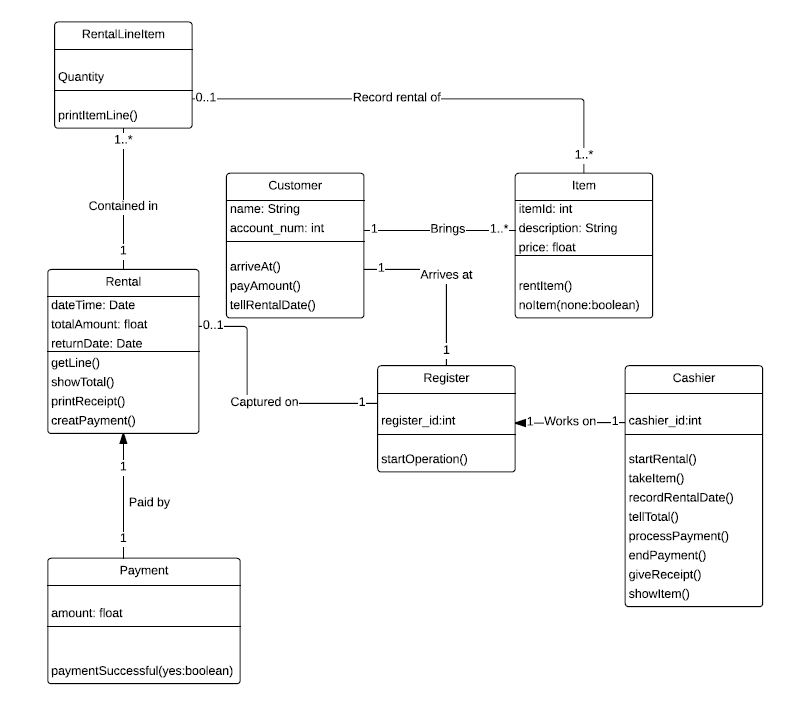 RentalLineItem
Quantity
printItemLine()
0..1
Record rental of
1..*
1..*
Contained in
1
Customer
name: String
account_num: int
arriveAt()
payAmount()
tellRentalDate()
1
Brings
1..*
Item
itemId: int
description: String
price: float
rentItem()
noItem(none:boolean)
1
Arrives at
1
Rental
dateTime: Date
totalAmount: float
returnDate: Date
getLine()
showTotal()
printReceipt()
creatPayment()
0..1
Captured on
1
Register
register_id:int
startOperation()
1
Works on
1
Cashier
cashier_id:int
startRental()
takeItem()
recordRentalDate()
tellTotal()
processPayment()
endPayment()
giveReceipt()
showItem()
1
Paid by
1
Payment
amount: float
paymentSuccessful(yes:boolean)